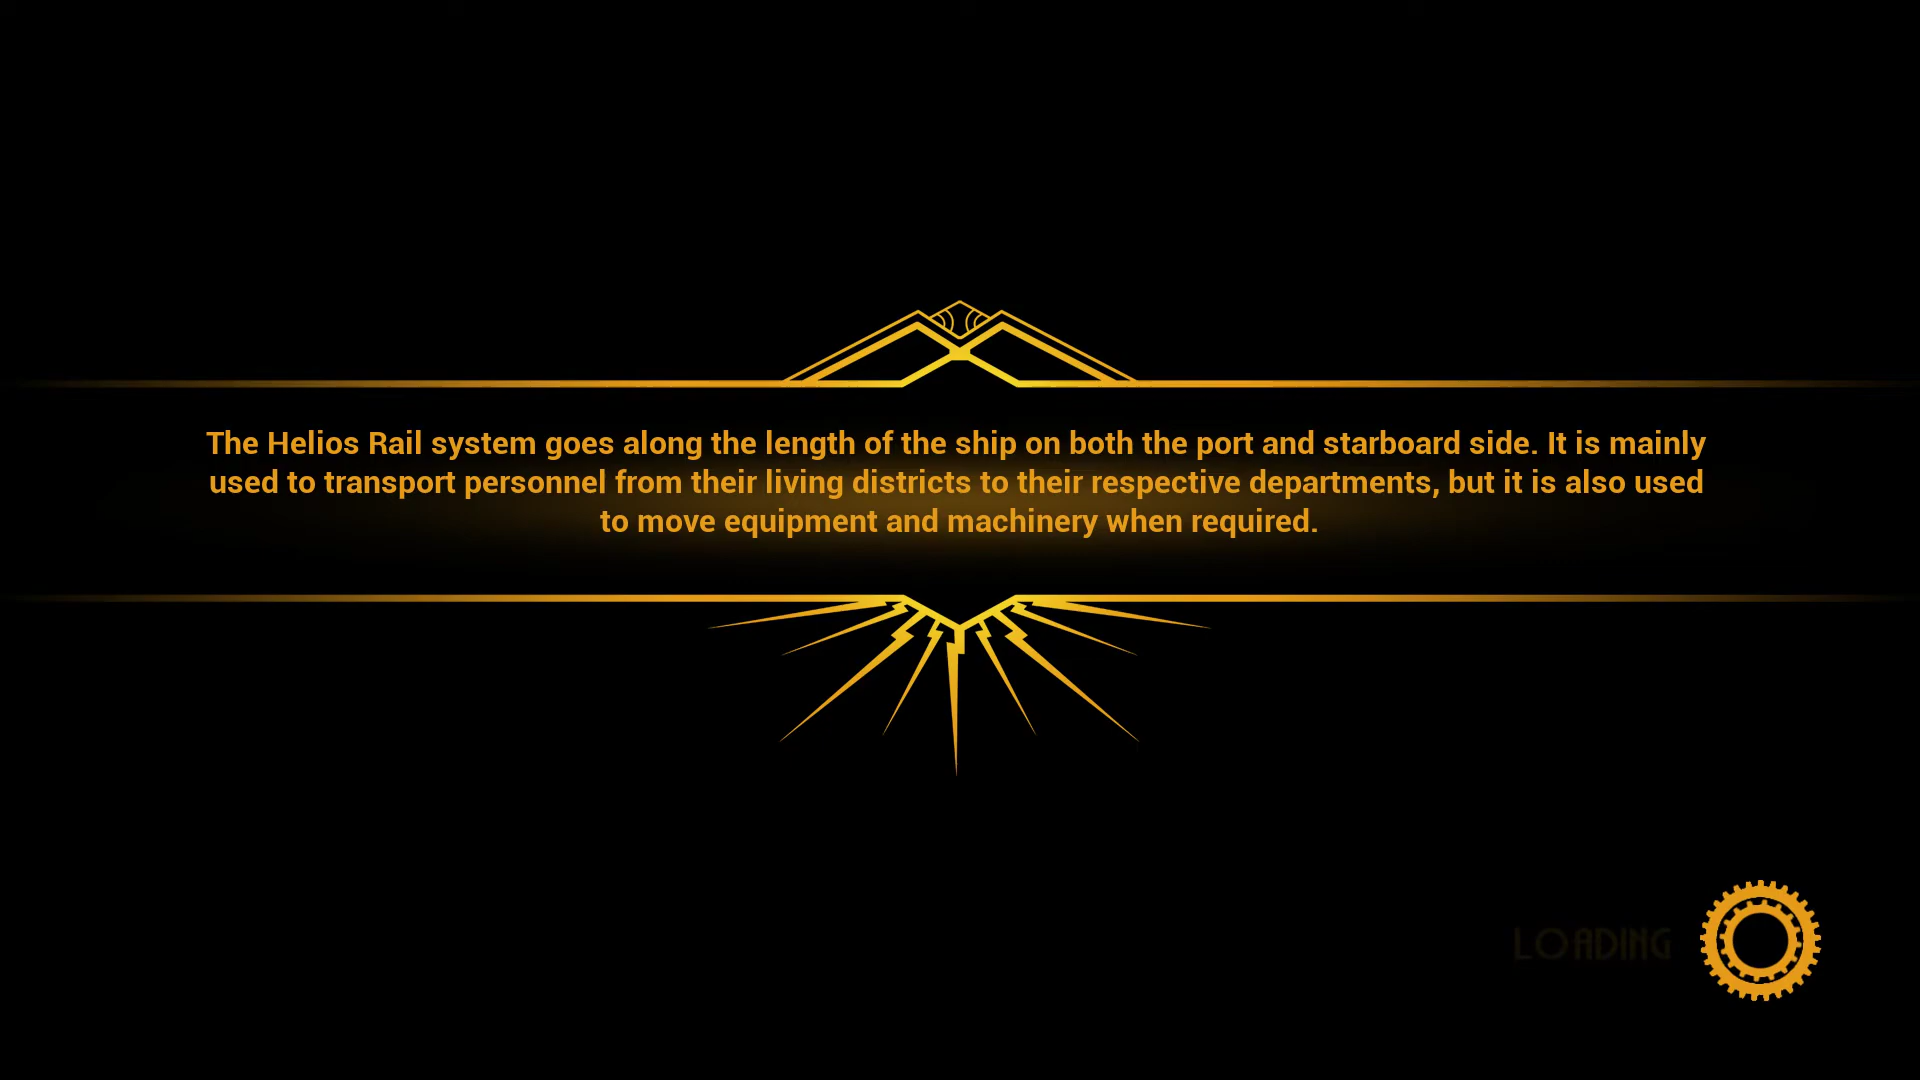 The Helios Rail system goes along the length of the ship on both the port and starboard side. It is mainly
used to transport personnel from their living districts to their respective departments, but it is also used
to move equipment and machinery when required.
LOADING